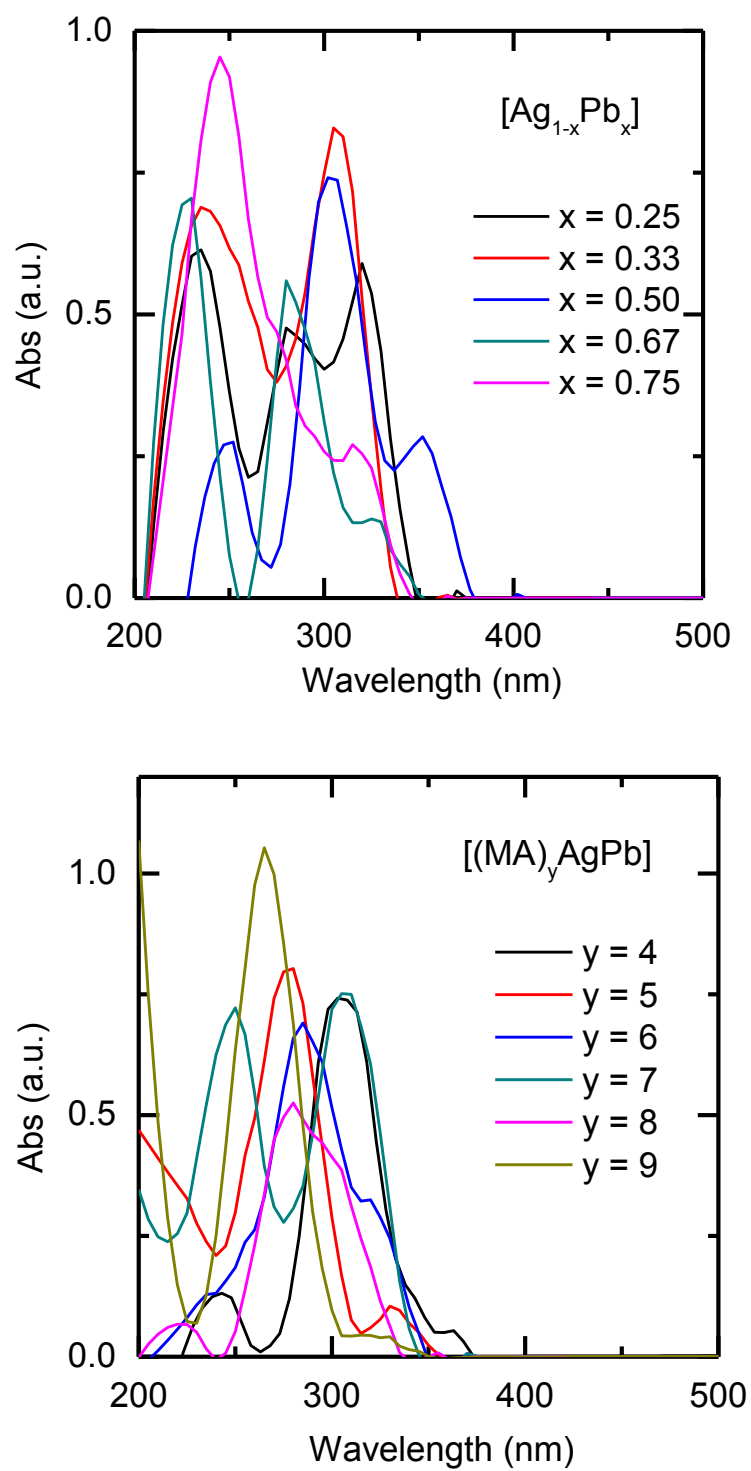 1.0
[Ag₁₋ₓPbₓ]
x = 0.25
x = 0.33
0.5
x = 0.50
x = 0.67
x = 0.75
Abs (a.u.)
0.0
200 300 400 500
Wavelength (nm)
[(MA)ᵧAgPb]
1.0
y = 4
y = 5
y = 6
0.5
y = 7
y = 8
y = 9
Abs (a.u.)
0.0
200 300 400 500
Wavelength (nm)